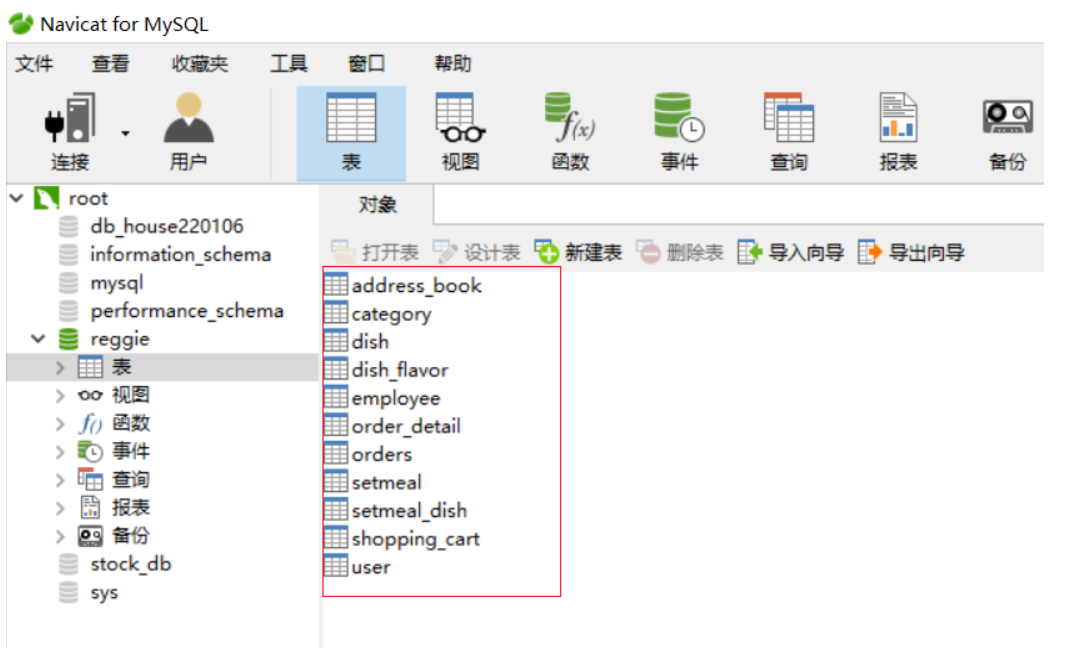 Navicat for MySQL
文件 查看 收藏夹 工具 窗口 帮助
f(x)
连接 用户 表 视图 函数 事件 查询 报表 备份
root
db_house220106
information_schema
mysql
performance_schema
reggie
表
视图
f() 函数
事件
查询
报表
备份
stock_db
sys
对象
打开表 设计表 新建表 删除表 导入向导 导出向导
address_book
category
dish
dish_flavor
employee
order_detail
orders
setmeal
setmeal_dish
shopping_cart
user